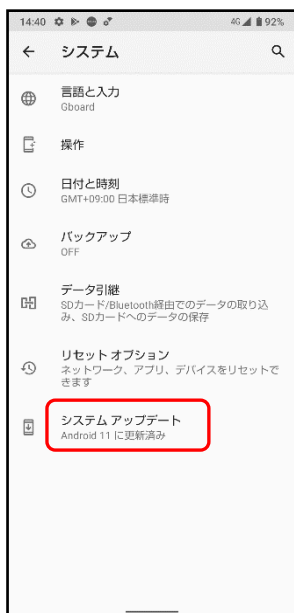 14:40 4G 92%
システム
言語と入力
Gboard
操作
日付と時刻
GMT+09:00 日本標準時
バックアップ
OFF
データ引継
SDカード/Bluetooth経由でのデータの取り込
み、SDカードへのデータの保存
リセット オプション
ネットワーク、アプリ、デバイスをリセットで
きます
システム アップデート
Android 11 に更新済み